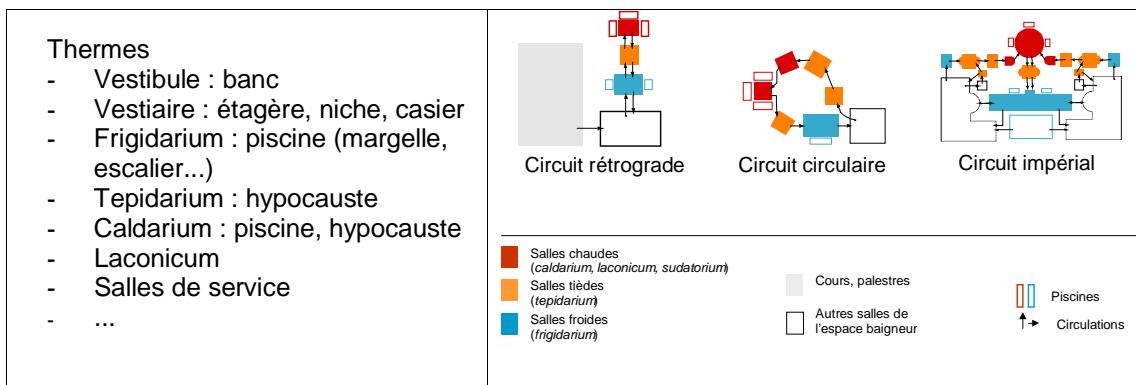 Thermes
- Vestibule : banc
- Vestiaire : étagère, niche, casier
- Frigidarium : piscine (margelle,
escalier...)
- Tepidarium : hypocauste
- Caldarium : piscine, hypocauste
- Laconicum
- Salles de service
- ...
Circuit rétrograde
Circuit circulaire
Circuit impérial
Salles chaudes
(caldarium, laconicum, sudatorium)
Salles tièdes
(tepidarium)
Salles froides
(frigidarium)
Cours, palestres
Autres salles de
l'espace baigneur
Piscines
Circulations